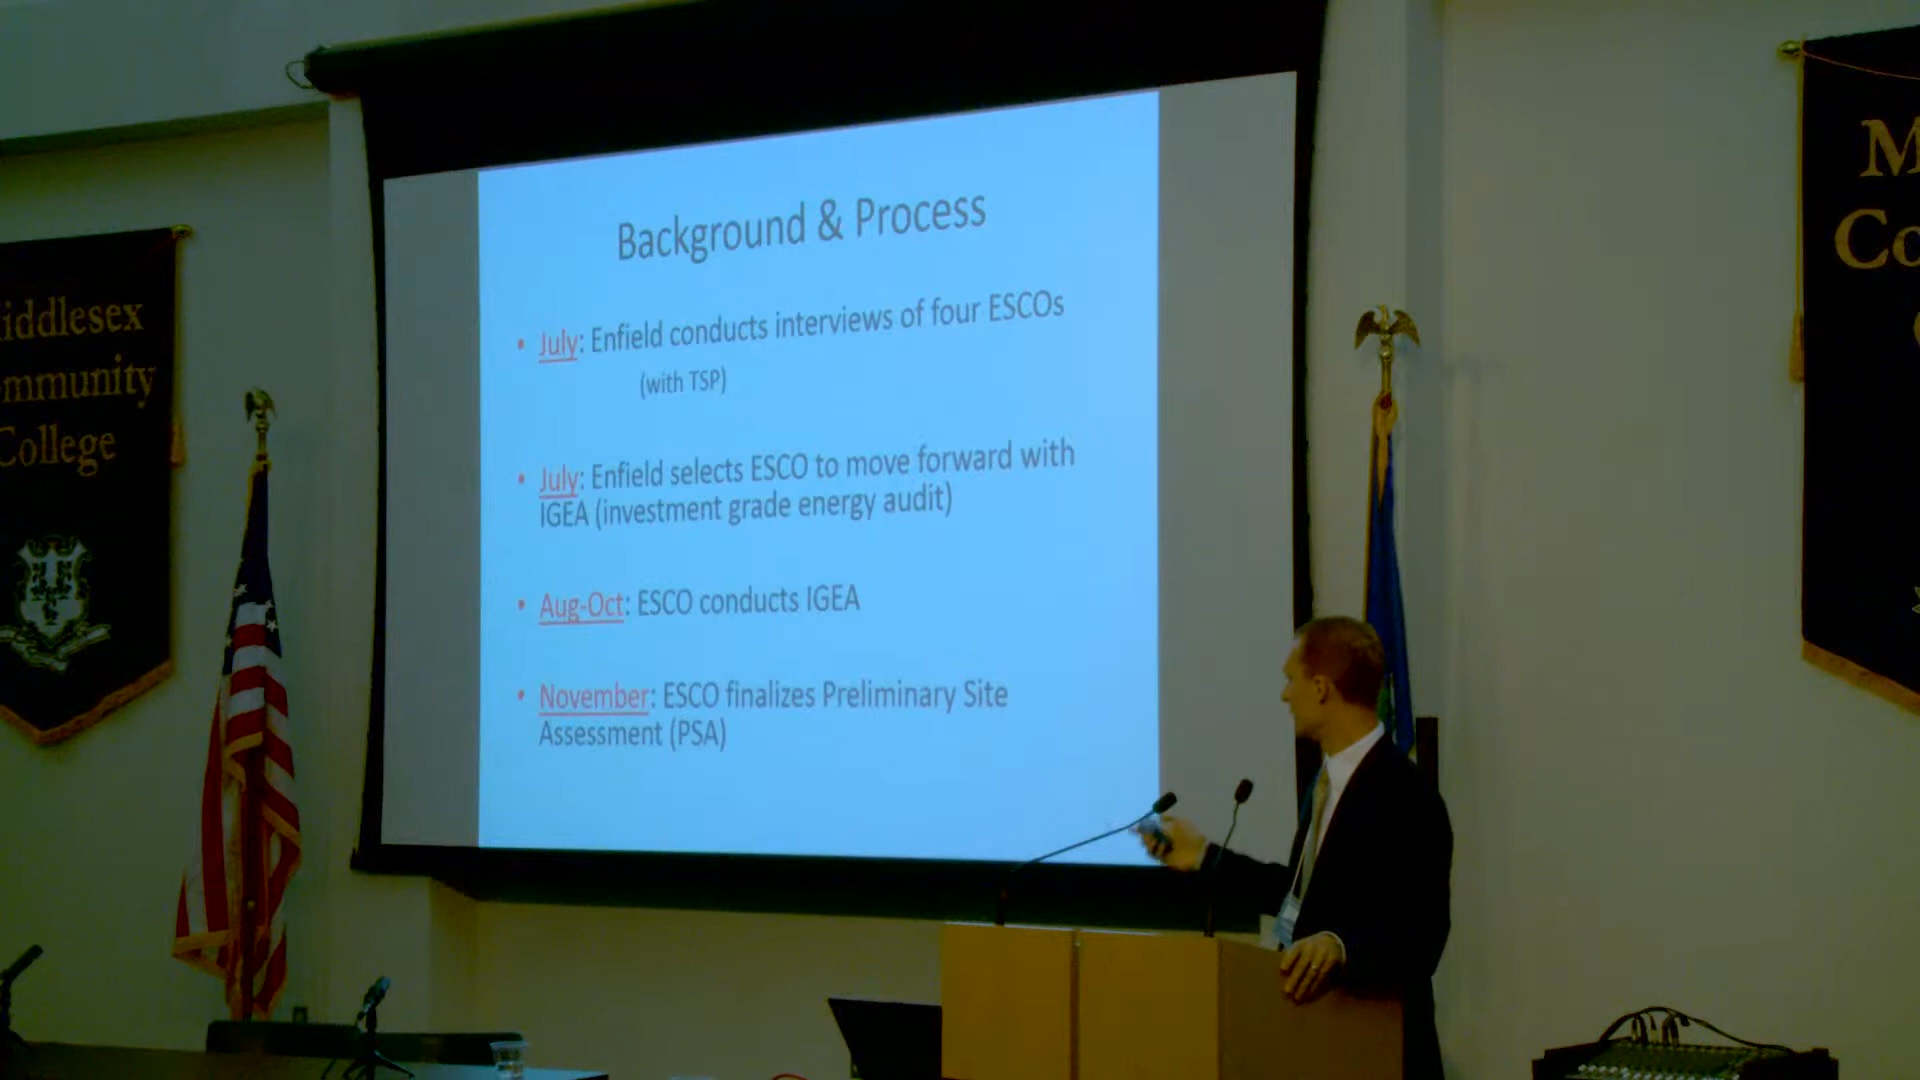 Background & Process
• July: Enfield conducts interviews of four ESCOs
(with TSP)
• July: Enfield selects ESCO to move forward with
IGEA (investment grade energy audit)
• Aug-Oct: ESCO conducts IGEA
• November: ESCO finalizes Preliminary Site
Assessment (PSA)
iddlesex
mmunity
College
M
Co